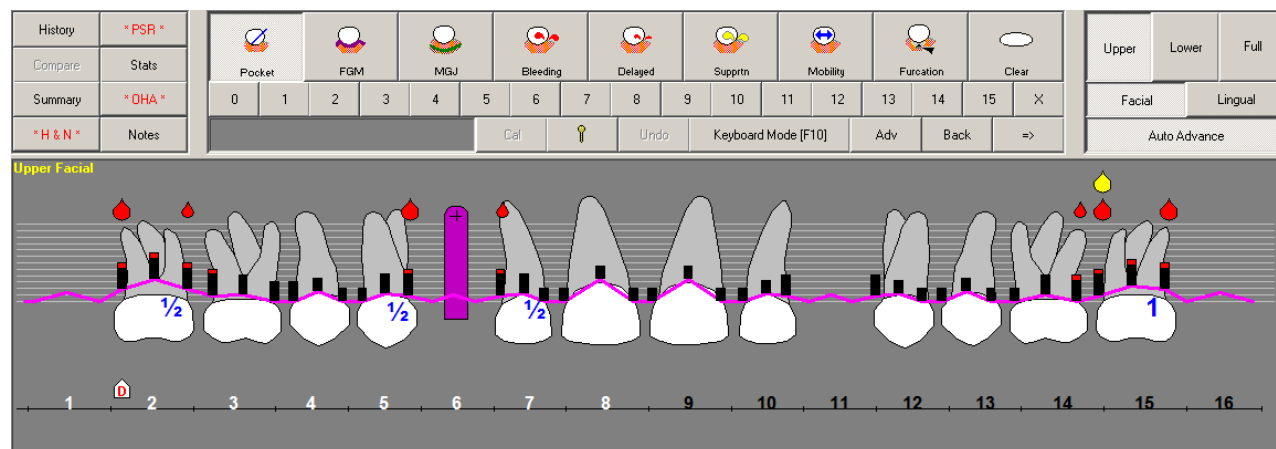 History * PSR * Upper Lower Full
Compare Stats Pocket FGM MGJ Bleeding Delayed Supprtn Mobility Furcation Clear
Summary * OHA * 0 1 2 3 4 5 6 7 8 9 10 11 12 13 14 15 X Facial Lingual
* H & N * Notes Cal Undo Keyboard Mode [F10] Adv Back => Auto Advance
Upper Facial
+
½ ½ ½ 1
D
1 2 3 4 5 6 7 8 9 10 11 12 13 14 15 16